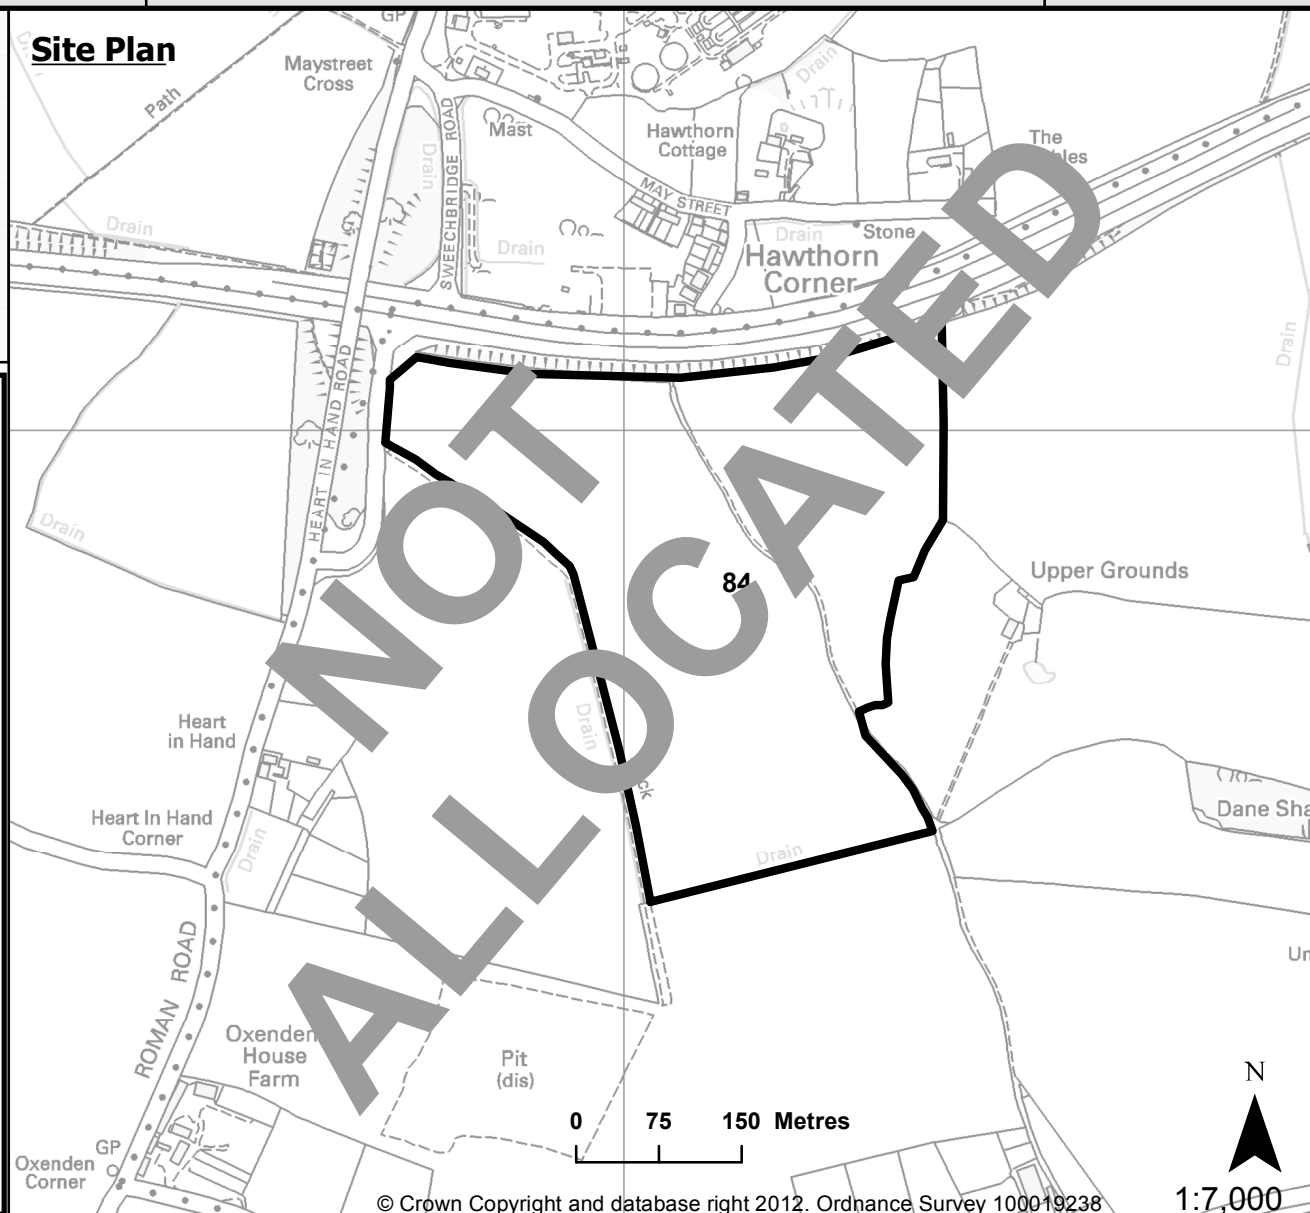 Site Plan
GP
Maystreet
Cross
Path
Drain
Mast
SWEECHBRIDGE ROAD
Drain
Hawthorn
Cottage
MAY STREET
The
Drain
Drain
Drain
Stone
Hawthorn
Corner
Drain
HEART IN HAND ROAD
Drain
NOT
ALLOCATED
84
Upper Grounds
Heart
in Hand
Drain
Heart In Hand
Corner
Drain
Drain
Dane Sha
ROMAN ROAD
Oxenden
House
Farm
Pit
(dis)
Un
GP
Oxenden
Corner
0 75 150 Metres
N
1:7,000
© Crown Copyright and database right 2012. Ordnance Survey 100019238